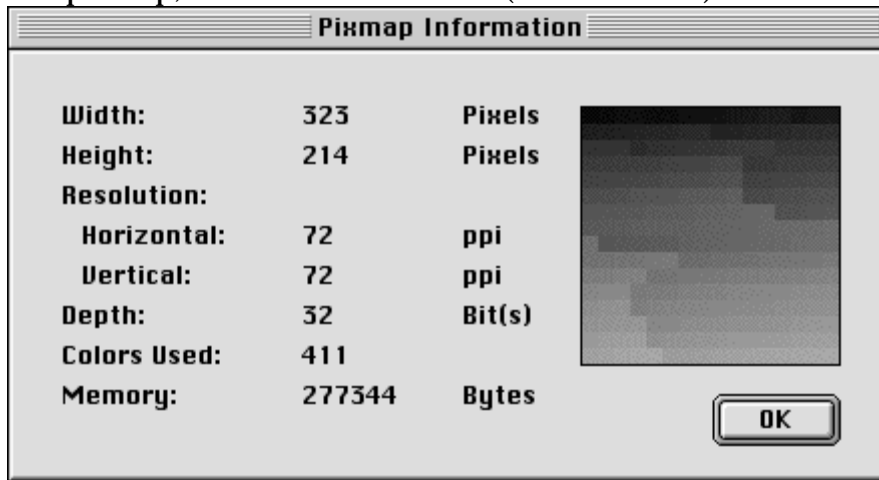 Pixmap Information
Width: 323 Pixels
Height: 214 Pixels
Resolution:
Horizontal: 72 ppi
Vertical: 72 ppi
Depth: 32 Bit(s)
Colors Used: 411
Memory: 277344 Bytes
OK